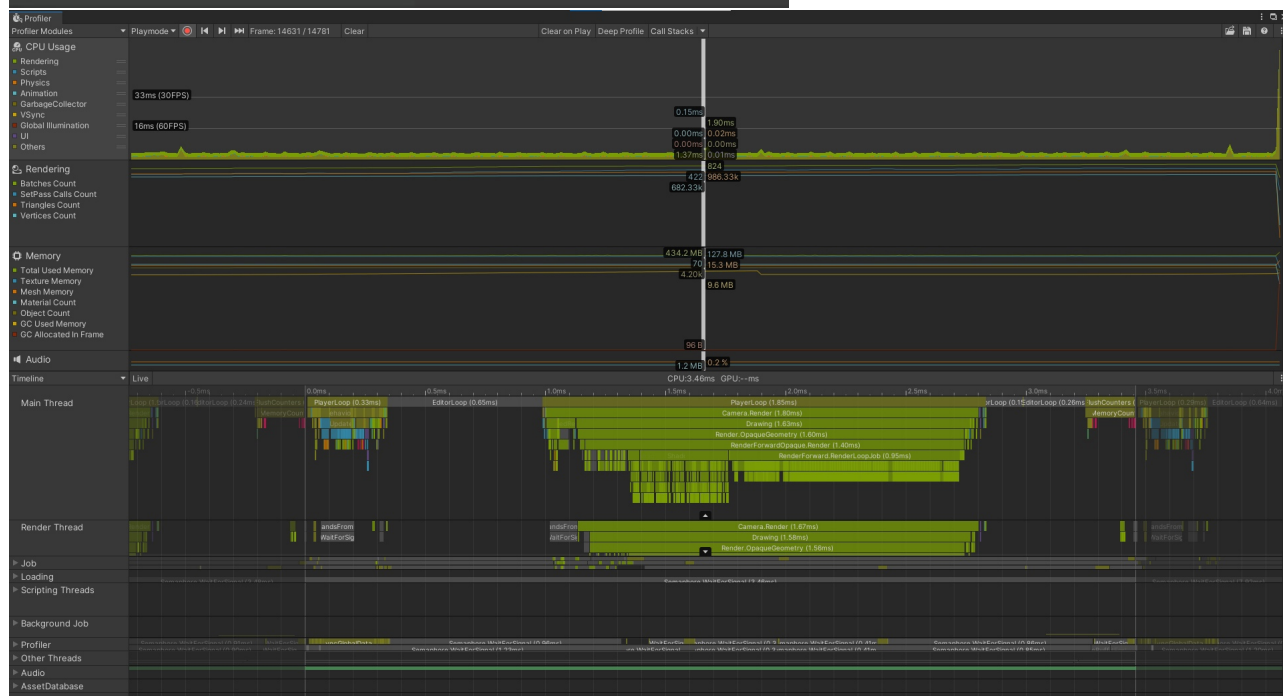 Profiler
Profiler Modules Playmode Frame: 14631 / 14781 Clear Clear on Play Deep Profile Call Stacks
CPU Usage
Rendering
Scripts
Physics
Animation
GarbageCollector
VSync
Global Illumination
UI
Others
33ms (30FPS)
16ms (60FPS)
0.15ms
1.90ms
0.00ms 0.02ms
0.00ms 0.00ms
1.37ms 0.01ms
Rendering
Batches Count
SetPass Calls Count
Triangles Count
Vertices Count
824
422 986.33k
682.33k
Memory
Total Used Memory
Texture Memory
Mesh Memory
Material Count
Object Count
GC Used Memory
GC Allocated In Frame
434.2 MB 127.8 MB
70 15.3 MB
4.20k
9.6 MB
96 B
Audio
1.2 MB 0.2 %
Timeline Live CPU:3.46ms GPU:--ms
0.0ms 0.5ms 1.0ms 1.5ms 2.0ms 2.5ms 3.0ms
Main Thread
PlayerLoop (0.33ms) EditorLoop (0.65ms) PlayerLoop (1.85ms) EditorLoop (0.26ms
Camera.Render (1.80ms)
Drawing (1.63ms)
Render.OpaqueGeometry (1.60ms)
RenderForwardOpaque.Render (1.40ms)
RenderForward.RenderLoopJob (0.95ms)
Render Thread
andsFrom Camera.Render (1.67ms)
WaitForSig Drawing (1.58ms)
Render.OpaqueGeometry (1.56ms)
Job
Loading
Scripting Threads
Background Job
Profiler
Other Threads
Audio
AssetDatabase